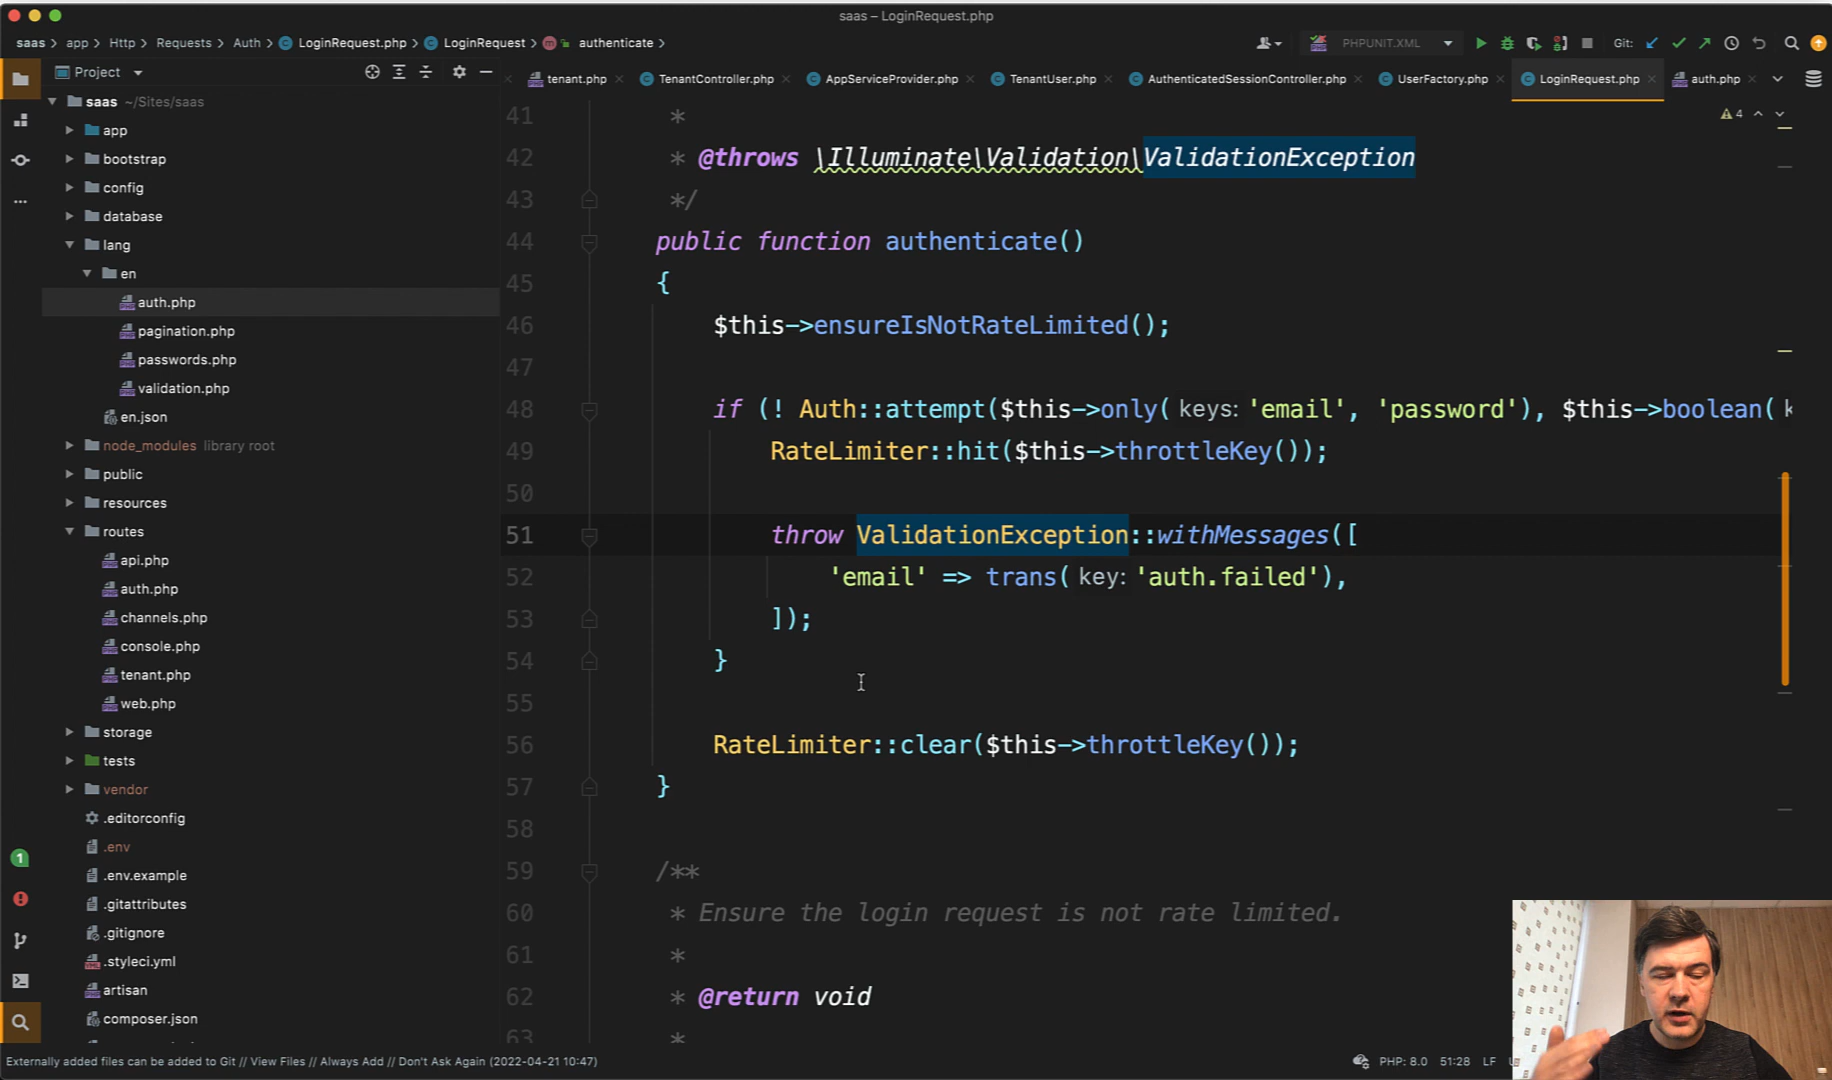 saas – LoginRequest.php
saas > app > Http > Requests > Auth > LoginRequest.php > LoginRequest > authenticate >
PHPUNIT.XML
Git:
Project
tenant.php
TenantController.php
AppServiceProvider.php
TenantUser.php
AuthenticatedSessionController.php
UserFactory.php
LoginRequest.php
auth.php
saas ~/Sites/saas
app
bootstrap
config
database
lang
en
auth.php
pagination.php
passwords.php
validation.php
en.json
node_modules library root
public
resources
routes
api.php
auth.php
channels.php
console.php
tenant.php
web.php
storage
tests
vendor
.editorconfig
.env
.env.example
.gitattributes
.gitignore
.styleci.yml
artisan
composer.json
1
4
41 *
42 * @throws \Illuminate\Validation\ValidationException
43 */
44 public function authenticate()
45 {
46 $this->ensureIsNotRateLimited();
47
48 if (! Auth::attempt($this->only( keys: 'email', 'password'), $this->boolean( k
49 RateLimiter::hit($this->throttleKey());
50
51 throw ValidationException::withMessages([
52 'email' => trans( key: 'auth.failed'),
53 ]);
54 }
55
56 RateLimiter::clear($this->throttleKey());
57 }
58
59 /**
60 * Ensure the login request is not rate limited.
61 *
62 * @return void
63 *
Externally added files can be added to Git // View Files // Always Add // Don't Ask Again (2022-04-21 10:47)
PHP: 8.0 51:28 LF